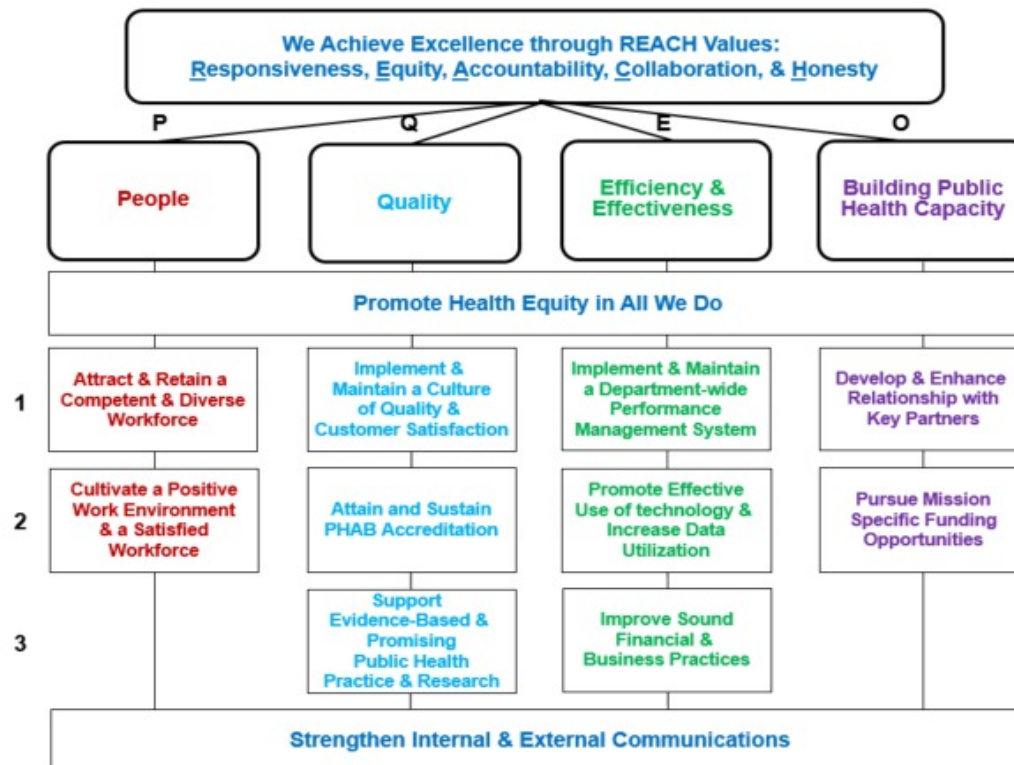 We Achieve Excellence through REACH Values:
Responsiveness, Equity, Accountability, Collaboration, & Honesty
P
Q
E
O
People
Quality
Efficiency &
Effectiveness
Building Public
Health Capacity
Promote Health Equity in All We Do
1
Attract & Retain a
Competent & Diverse
Workforce
Implement &
Maintain a Culture
of Quality &
Customer Satisfaction
Implement & Maintain
a Department-wide
Performance
Management System
Develop & Enhance
Relationship with
Key Partners
2
Cultivate a Positive
Work Environment
& a Satisfied
Workforce
Attain and Sustain
PHAB Accreditation
Promote Effective
Use of technology &
Increase Data
Utilization
Pursue Mission
Specific Funding
Opportunities
3
Support
Evidence-Based &
Promising
Public Health
Practice & Research
Improve Sound
Financial &
Business Practices
Strengthen Internal & External Communications